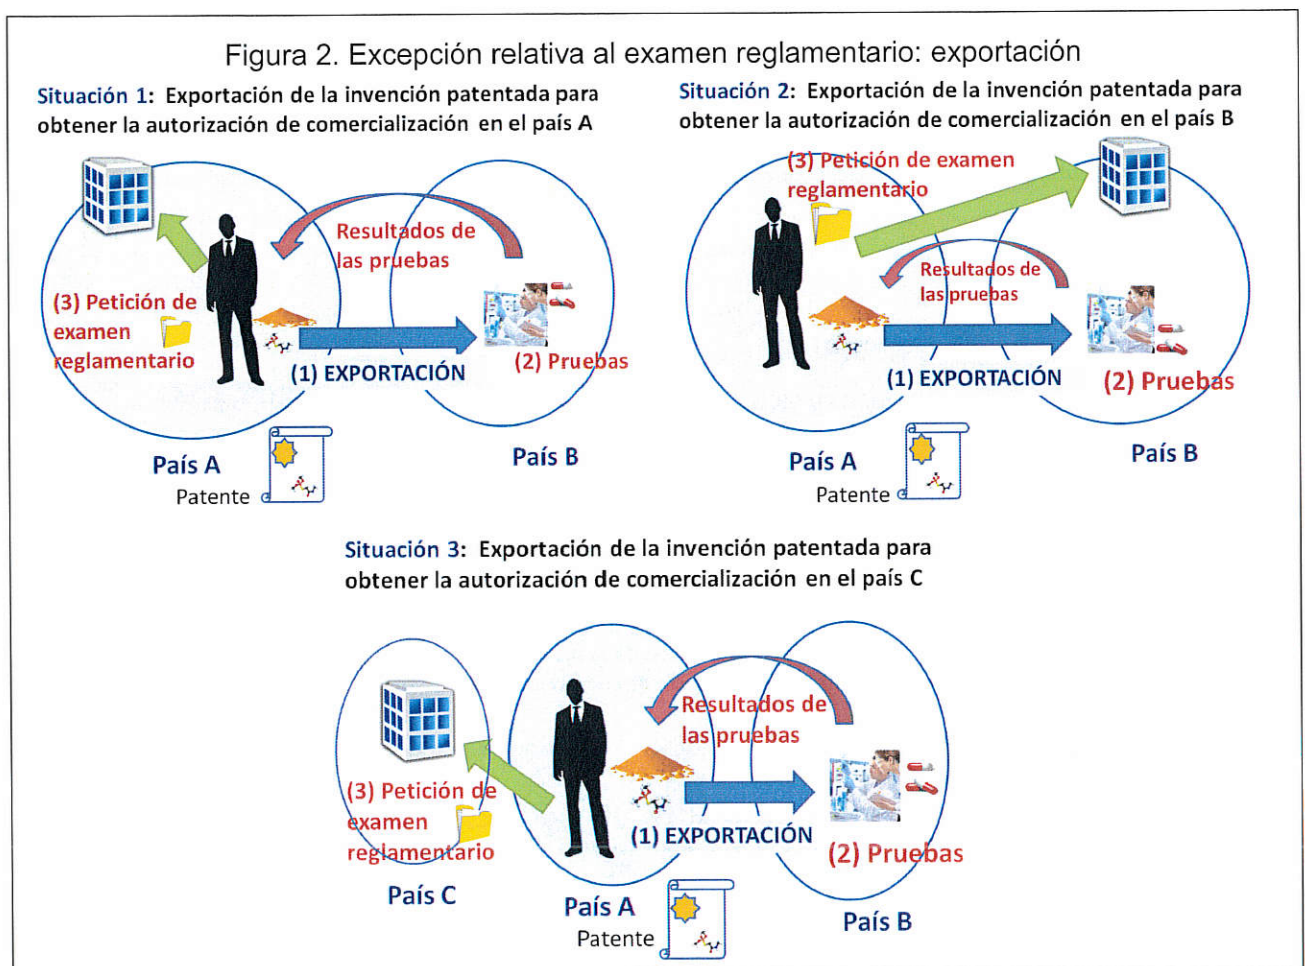 Figura 2. Excepción relativa al examen reglamentario: exportación
Situación 1: Exportación de la invención patentada para
obtener la autorización de comercialización en el país A
Resultados de
las pruebas
(3) Petición de
examen
reglamentario
(1) EXPORTACIÓN
(2) Pruebas
País A
País B
Patente
Situación 2: Exportación de la invención patentada para
obtener la autorización de comercialización en el país B
(3) Petición de examen
reglamentario
Resultados de
las pruebas
(1) EXPORTACIÓN
(2) Pruebas
País A
País B
Patente
Situación 3: Exportación de la invención patentada para
obtener la autorización de comercialización en el país C
Resultados de
las pruebas
(3) Petición de
examen
reglamentario
(1) EXPORTACIÓN
(2) Pruebas
País C
País A
País B
Patente